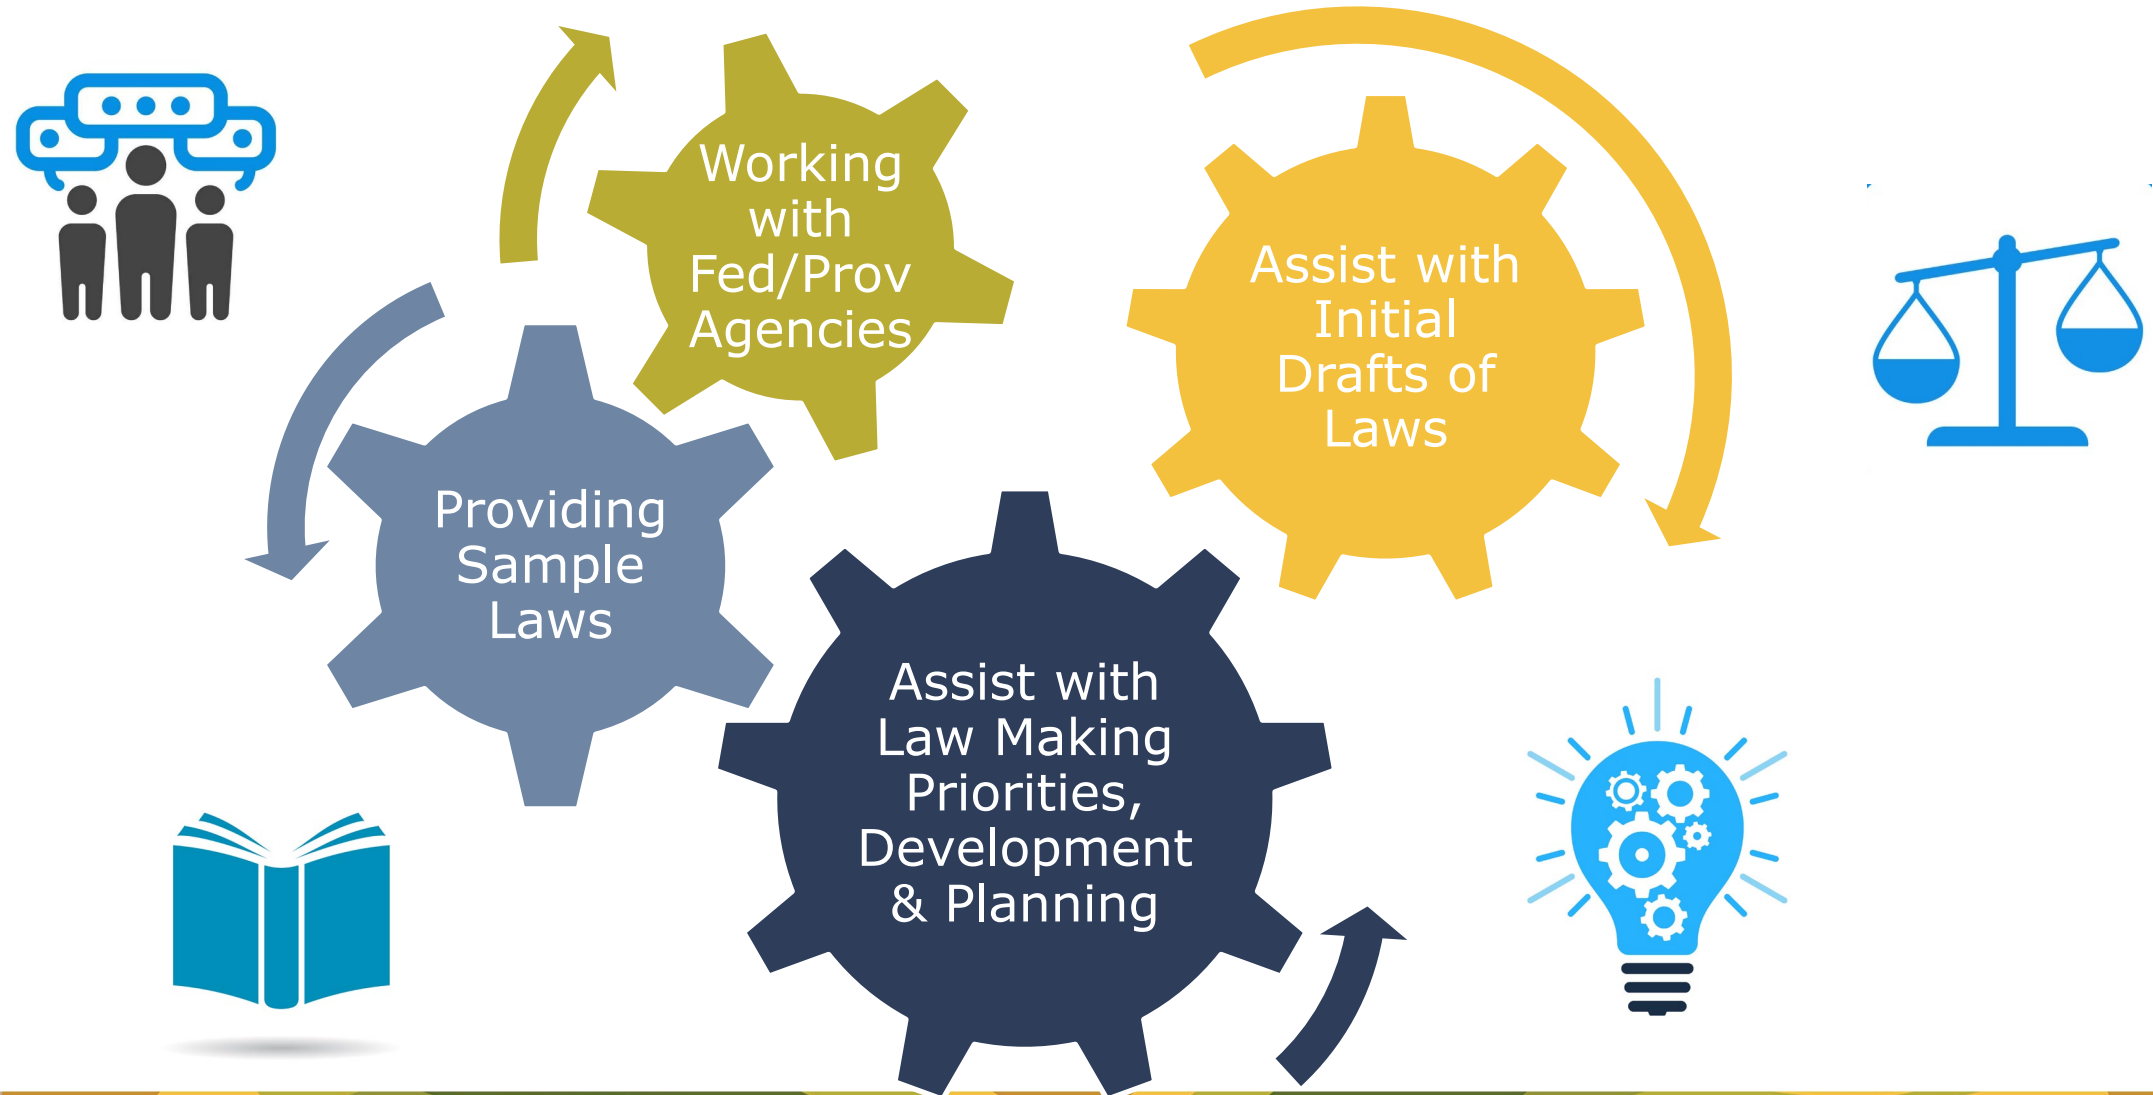 Working
with
Fed/Prov
Agencies
Assist with
Initial
Drafts of
Laws
Providing
Sample
Laws
Assist with
Law Making
Priorities,
Development
& Planning